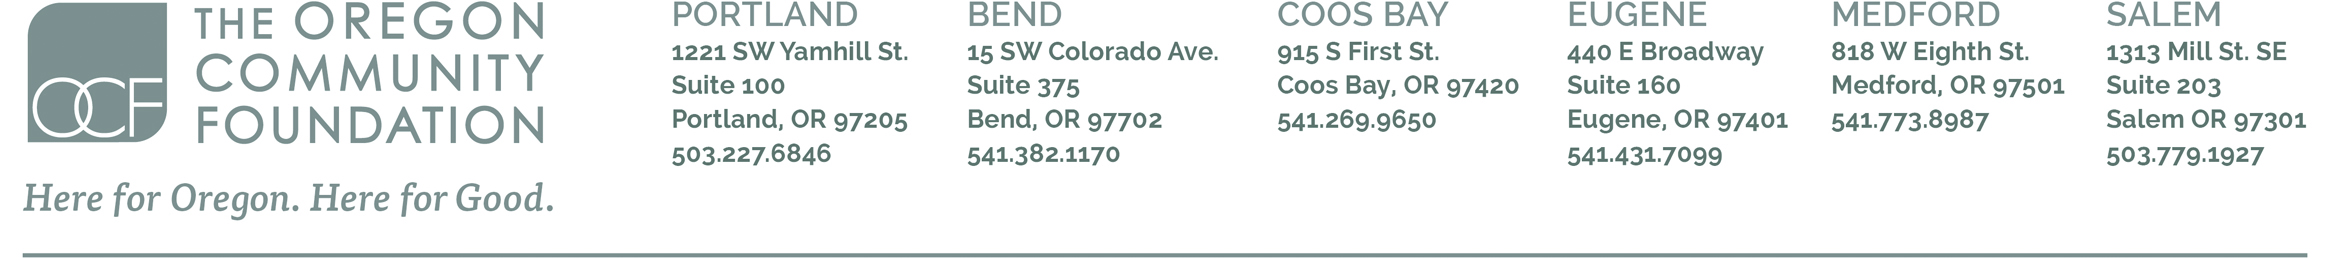 OCF
THE OREGON
COMMUNITY
FOUNDATION
Here for Oregon. Here for Good.
PORTLAND
1221 SW Yamhill St.
Suite 100
Portland, OR 97205
503.227.6846
BEND
15 SW Colorado Ave.
Suite 375
Bend, OR 97702
541.382.1170
COOS BAY
915 S First St.
Coos Bay, OR 97420
541.269.9650
EUGENE
440 E Broadway
Suite 160
Eugene, OR 97401
541.431.7099
MEDFORD
818 W Eighth St.
Medford, OR 97501
541.773.8987
SALEM
1313 Mill St. SE
Suite 203
Salem OR 97301
503.779.1927